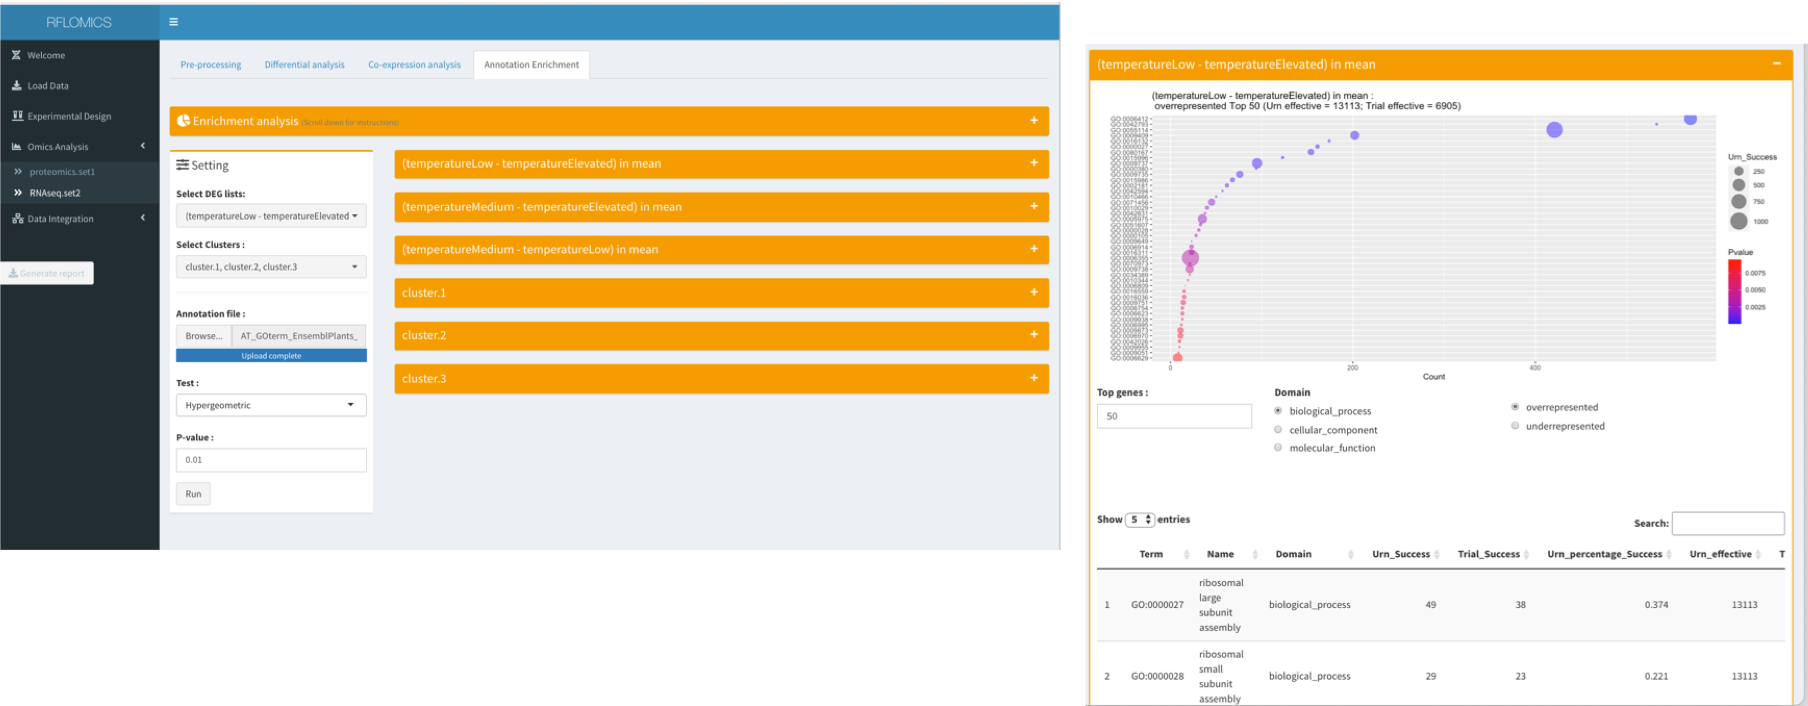 RFLOMICS
Welcome
Load Data
Experimental Design
Omics Analysis
proteomics.set1
RNAseq.set2
Data Integration
Generate report
Pre-processing Differential analysis Co-expression analysis Annotation Enrichment
Enrichment analysis (Scroll down for instructions)
Setting
Select DEG lists:
(temperatureLow - temperatureElevated
Select Clusters :
cluster.1, cluster.2, cluster.3
Annotation file :
Browse... AT_GOterm_EnsemblPlants_
Upload complete
Test :
Hypergeometric
P-value :
0.01
Run
(temperatureLow - temperatureElevated) in mean
(temperatureMedium - temperatureElevated) in mean
(temperatureMedium - temperatureLow) in mean
cluster.1
cluster.2
cluster.3
(temperatureLow - temperatureElevated) in mean
(temperatureLow - temperatureElevated) in mean :
overrepresented Top 50 (Urn effective = 13113; Trial effective = 6905)
0 200 400
Count
Urn_Success
250
500
750
1000
Pvalue
0.0075
0.0050
0.0025
Top genes :
50
Domain
biological_process
cellular_component
molecular_function
overrepresented
underrepresented
Show 5 entries
Search:
Term Name Domain Urn_Success Trial_Success Urn_percentage_Success Urn_effective T
1 GO:0000027 ribosomal large subunit assembly biological_process 49 38 0.374 13113
2 GO:0000028 ribosomal small subunit assembly biological_process 29 23 0.221 13113